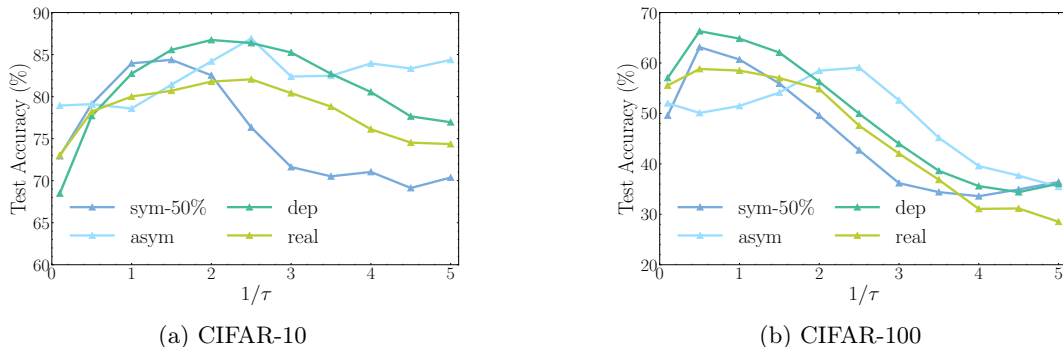 90
85
80
75
70
65
60
Test Accuracy (%)
sym-50%
asym
dep
real
0
1
2
3
4
5
1/τ
(a) CIFAR-10
70
60
50
40
30
20
Test Accuracy (%)
sym-50%
asym
dep
real
0
1
2
3
4
5
1/τ
(b) CIFAR-100